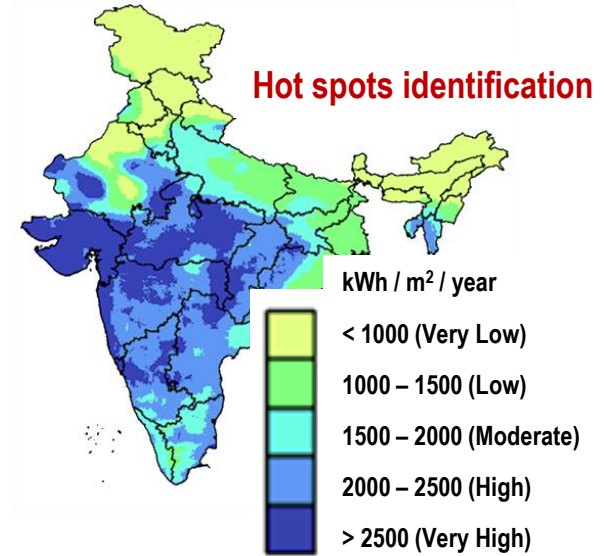 Hot spots identification
kWh / m² / year
< 1000 (Very Low)
1000 – 1500 (Low)
1500 – 2000 (Moderate)
2000 – 2500 (High)
> 2500 (Very High)